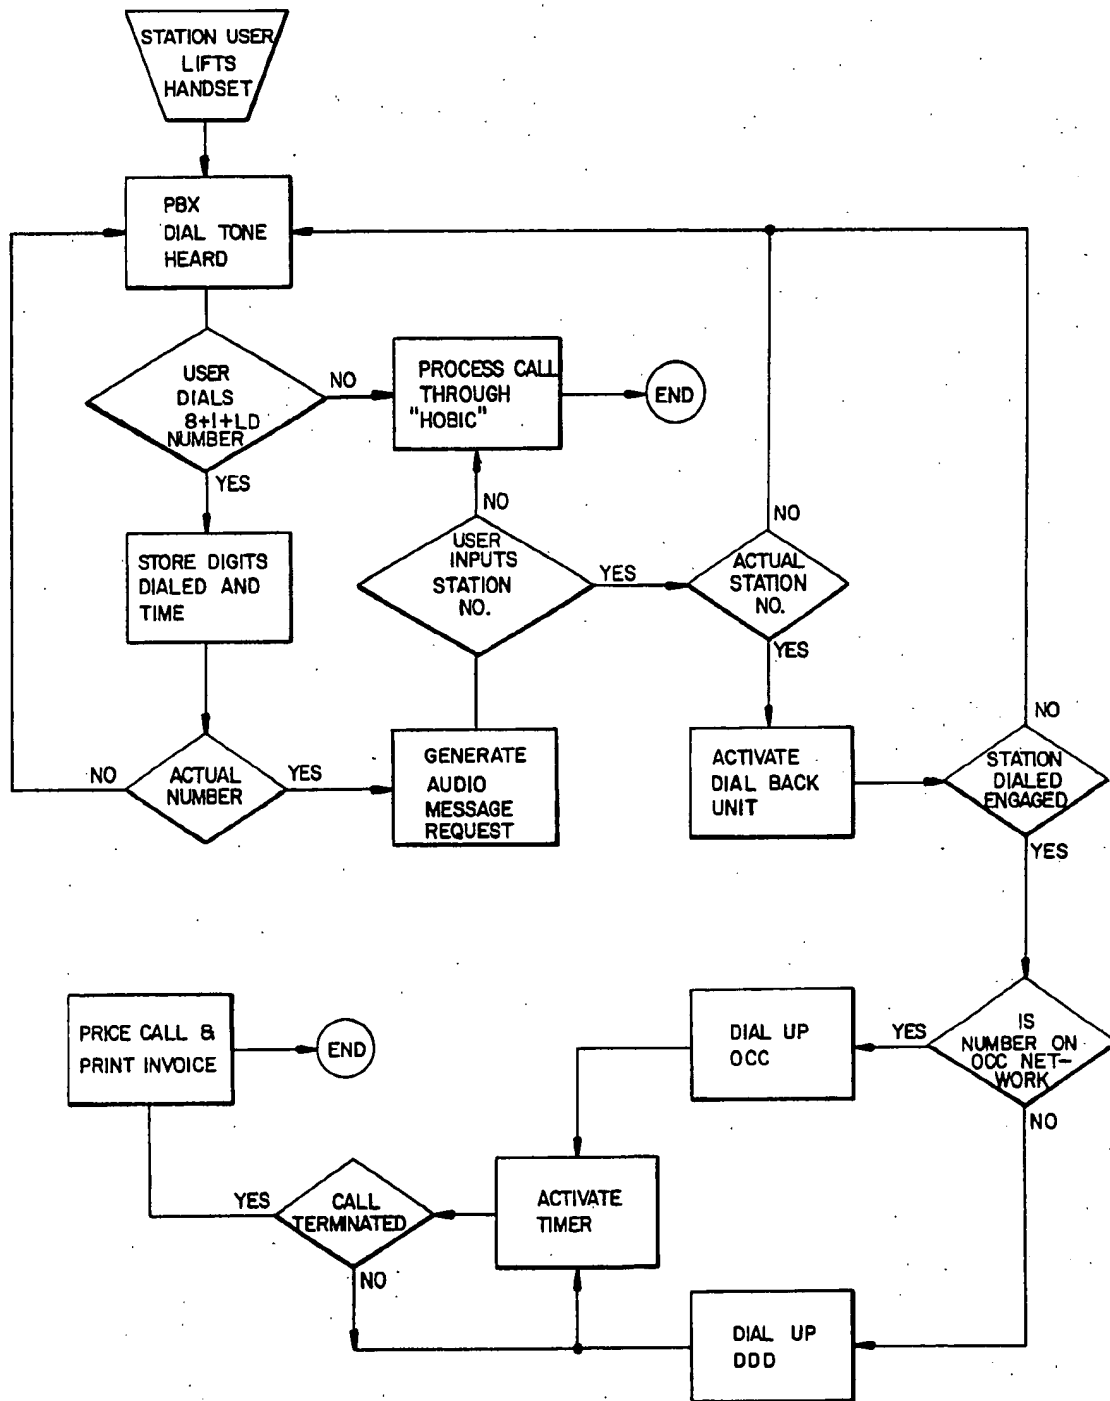 STATION USER
LIFTS
HANDSET
PBX
DIAL TONE
HEARD
USER
DIALS
8+1+LD
NUMBER
NO
PROCESS CALL
THROUGH
"HOBIC"
END
YES
STORE DIGITS
DIALED AND
TIME
NO
USER
INPUTS
STATION
NO.
YES
NO
ACTUAL
STATION
NO.
YES
NO
ACTUAL
NUMBER
YES
GENERATE
AUDIO
MESSAGE
REQUEST
ACTIVATE
DIAL BACK
UNIT
NO
STATION
DIALED
ENGAGED
YES
IS
NUMBER ON
OCC NET-
WORK
YES
NO
DIAL UP
OCC
PRICE CALL &
PRINT INVOICE
END
ACTIVATE
TIMER
CALL
TERMINATED
YES
NO
DIAL UP
DDD